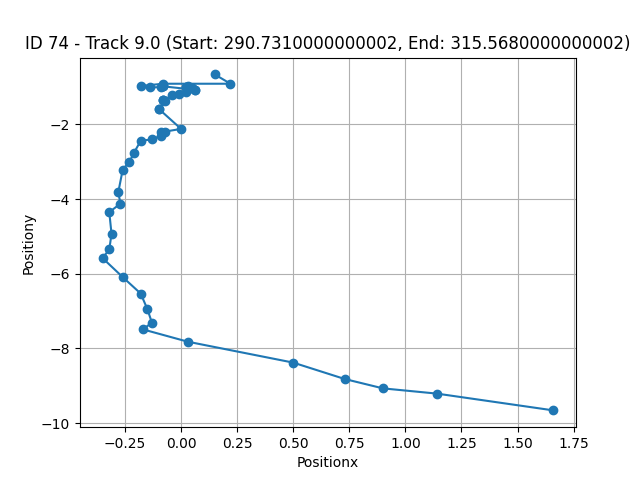 ID 74 - Track 9.0 (Start: 290.7310000000002, End: 315.5680000000002)
−2
−4
−6
−8
−10
Positiony
−0.25 0.00 0.25 0.50 0.75 1.00 1.25 1.50 1.75
Positionx